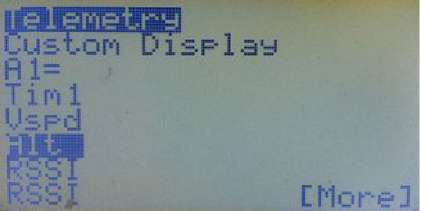 Telemetry
Custom Display
A1=
Tim1
Vspd
Alt
RSSI
RSSI [More]